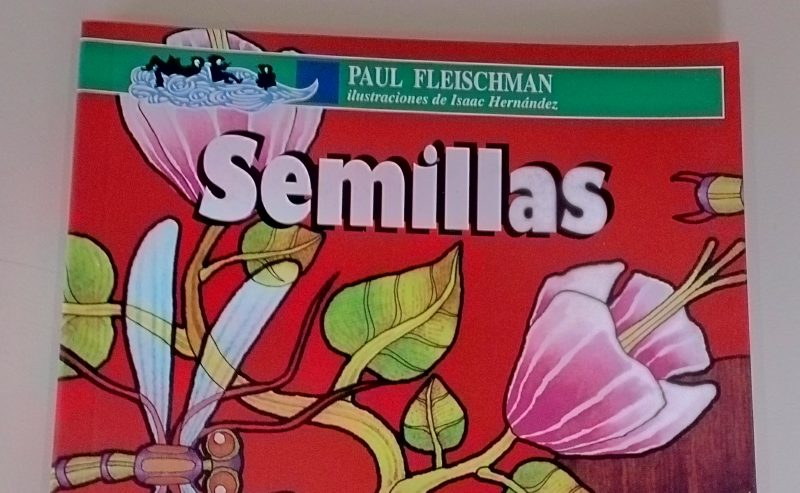 PAUL FLEISCHMAN
ilustraciones de Isaac Hernández
Semillas